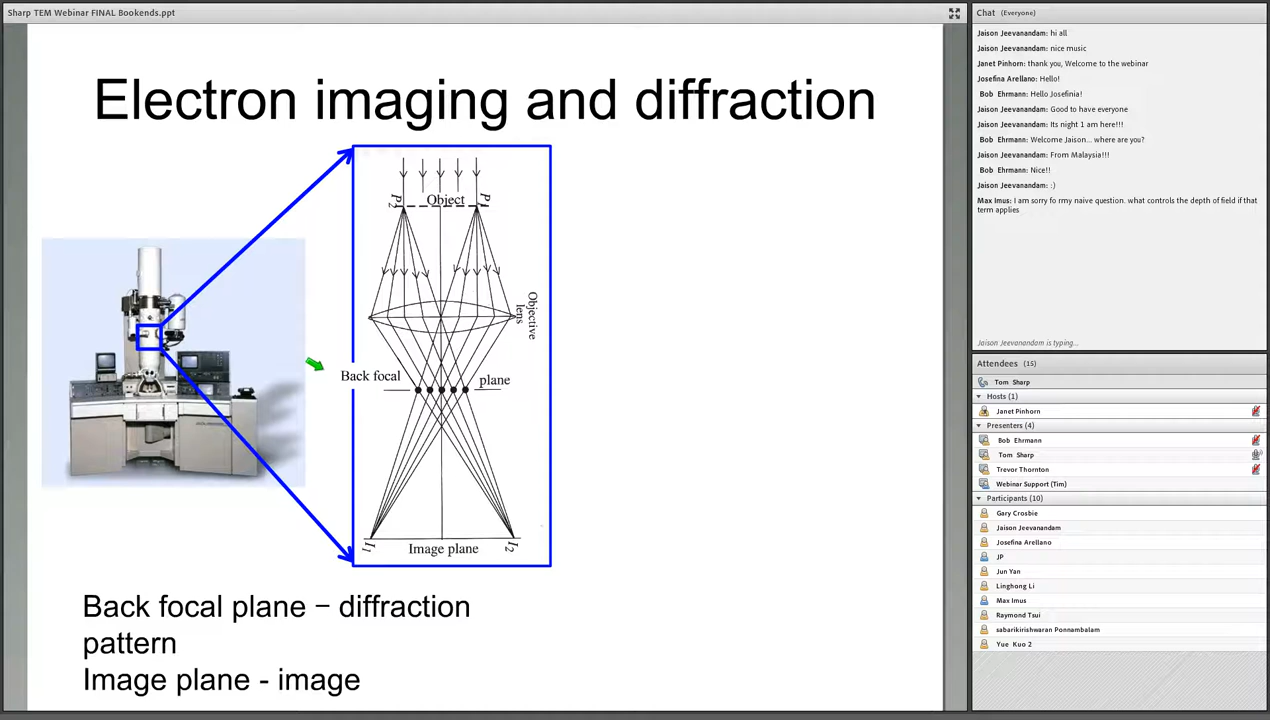 Sharp TEM Webinar FINAL Bookends.ppt
Electron imaging and diffraction
P2
Object
P1
Objective
lens
Back focal
plane
I1
Image plane
I2
Back focal plane – diffraction
pattern
Image plane - image
Chat (Everyone)
Jaison Jeevanandam: hi all
Jaison Jeevanandam: nice music
Janet Pinhorn: thank you, Welcome to the webinar
Josefina Arellano: Hello!
Bob Ehrmann: Hello Josefinia!
Jaison Jeevanandam: Good to have everyone
Jaison Jeevanandam: Its night 1 am here!!!
Bob Ehrmann: Welcome Jaison... where are you?
Jaison Jeevanandam: From Malaysia!!!
Bob Ehrmann: Nice!!
Jaison Jeevanandam: :)
Max Imus: I am sorry fo rmy naive question. what controls the depth of field if that
term applies
Jaison Jeevanandam is typing...
Attendees (15)
Tom Sharp
Hosts (1)
Janet Pinhorn
Presenters (4)
Bob Ehrmann
Tom Sharp
Trevor Thornton
Webinar Support (Tim)
Participants (10)
Gary Crosbie
Jaison Jeevanandam
Josefina Arellano
JP
Jun Yan
Linghong Li
Max Imus
Raymond Tsui
sabarikirishwaran Ponnambalam
Yue Kuo 2